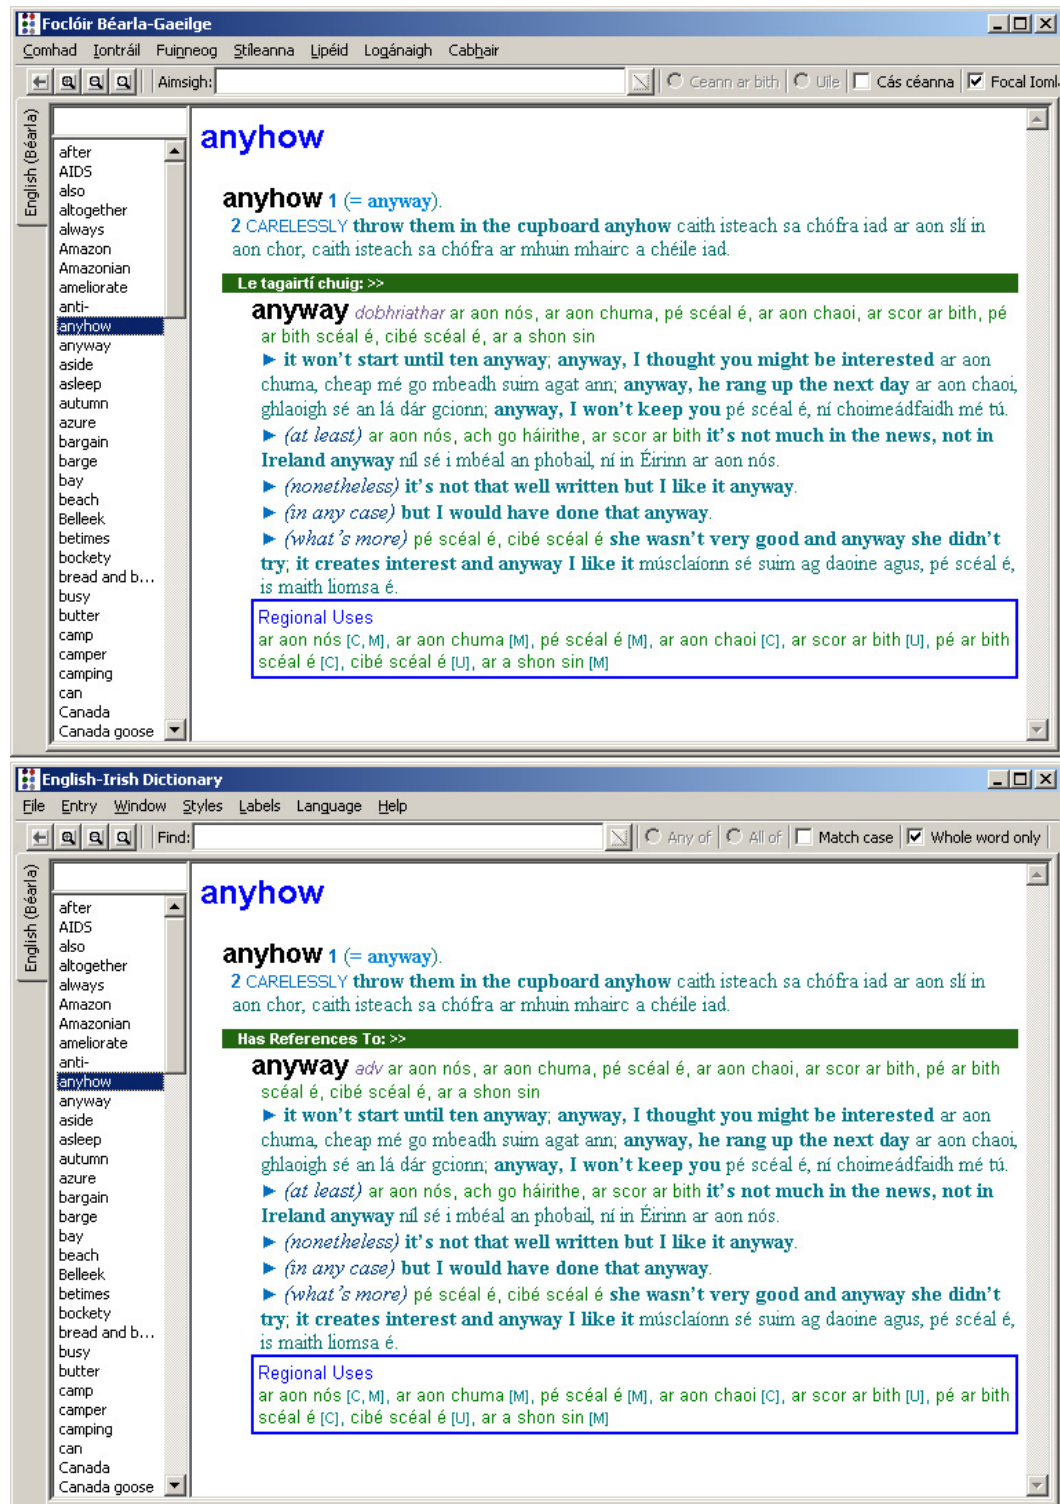 Foclóir Béarla-Gaeilge
Comhad Iontráil Fuinneog Stíleanna Lipéid Logánaigh Cabhair
Aimsigh: Ceann ar bith Uile Cás céanna Focal Ioml
English (Béarla)
after
AIDS
also
altogether
always
Amazon
Amazonian
ameliorate
anti-
anyhow
anyway
aside
asleep
autumn
azure
bargain
barge
bay
beach
Belleek
betimes
bockety
bread and b...
busy
butter
camp
camper
camping
can
Canada
Canada goose
anyhow
anyhow 1 (= anyway).
2 CARELESSLY throw them in the cupboard anyhow caith isteach sa chófra iad ar aon slí in
aon chor, caith isteach sa chófra ar mhuin mhairc a chéile iad.
Le tagairtí chuig: >>
anyway dobhriathar ar aon nós, ar aon chuma, pé scéal é, ar aon chaoi, ar scor ar bith, pé
ar bith scéal é, cibé scéal é, ar a shon sin
► it won't start until ten anyway; anyway, I thought you might be interested ar aon
chuma, cheap mé go mbeadh suim agat ann; anyway, he rang up the next day ar aon chaoi,
ghlaoigh sé an lá dár gcionn; anyway, I won't keep you pé scéal é, ní choimeádfaidh mé tú.
► (at least) ar aon nós, ach go háirithe, ar scor ar bith it's not much in the news, not in
Ireland anyway níl sé i mbéal an phobail, ní in Éirinn ar aon nós.
► (nonetheless) it's not that well written but I like it anyway.
► (in any case) but I would have done that anyway.
► (what's more) pé scéal é, cibé scéal é she wasn't very good and anyway she didn't
try; it creates interest and anyway I like it músclaíonn sé suim ag daoine agus, pé scéal é,
is maith liomsa é.
Regional Uses
ar aon nós [C, M], ar aon chuma [M], pé scéal é [M], ar aon chaoi [C], ar scor ar bith [U], pé ar bith
scéal é [C], cibé scéal é [U], ar a shon sin [M]
English-Irish Dictionary
File Entry Window Styles Labels Language Help
Find: Any of All of Match case Whole word only
English (Béarla)
after
AIDS
also
altogether
always
Amazon
Amazonian
ameliorate
anti-
anyhow
anyway
aside
asleep
autumn
azure
bargain
barge
bay
beach
Belleek
betimes
bockety
bread and b...
busy
butter
camp
camper
camping
can
Canada
Canada goose
anyhow
anyhow 1 (= anyway).
2 CARELESSLY throw them in the cupboard anyhow caith isteach sa chófra iad ar aon slí in
aon chor, caith isteach sa chófra ar mhuin mhairc a chéile iad.
Has References To: >>
anyway adv ar aon nós, ar aon chuma, pé scéal é, ar aon chaoi, ar scor ar bith, pé ar bith
scéal é, cibé scéal é, ar a shon sin
► it won't start until ten anyway; anyway, I thought you might be interested ar aon
chuma, cheap mé go mbeadh suim agat ann; anyway, he rang up the next day ar aon chaoi,
ghlaoigh sé an lá dár gcionn; anyway, I won't keep you pé scéal é, ní choimeádfaidh mé tú.
► (at least) ar aon nós, ach go háirithe, ar scor ar bith it's not much in the news, not in
Ireland anyway níl sé i mbéal an phobail, ní in Éirinn ar aon nós.
► (nonetheless) it's not that well written but I like it anyway.
► (in any case) but I would have done that anyway.
► (what's more) pé scéal é, cibé scéal é she wasn't very good and anyway she didn't
try; it creates interest and anyway I like it músclaíonn sé suim ag daoine agus, pé scéal é,
is maith liomsa é.
Regional Uses
ar aon nós [C, M], ar aon chuma [M], pé scéal é [M], ar aon chaoi [C], ar scor ar bith [U], pé ar bith
scéal é [C], cibé scéal é [U], ar a shon sin [M]